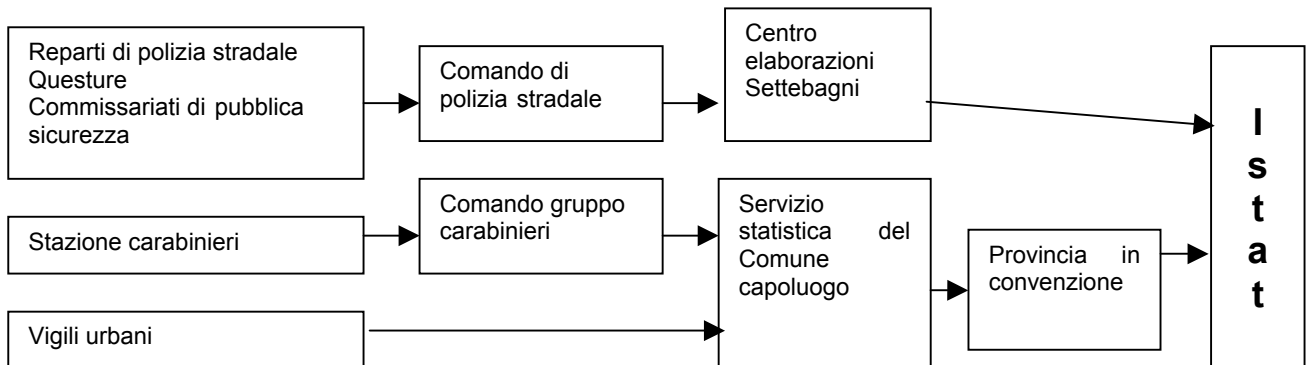 Reparti di polizia stradale
Questure
Commissariati di pubblica
sicurezza
Comando di
polizia stradale
Centro
elaborazioni
Settebagni
Stazione carabinieri
Comando gruppo
carabinieri
Servizio
statistica del
Comune
capoluogo
Vigili urbani
Provincia in
convenzione
I
s
t
a
t